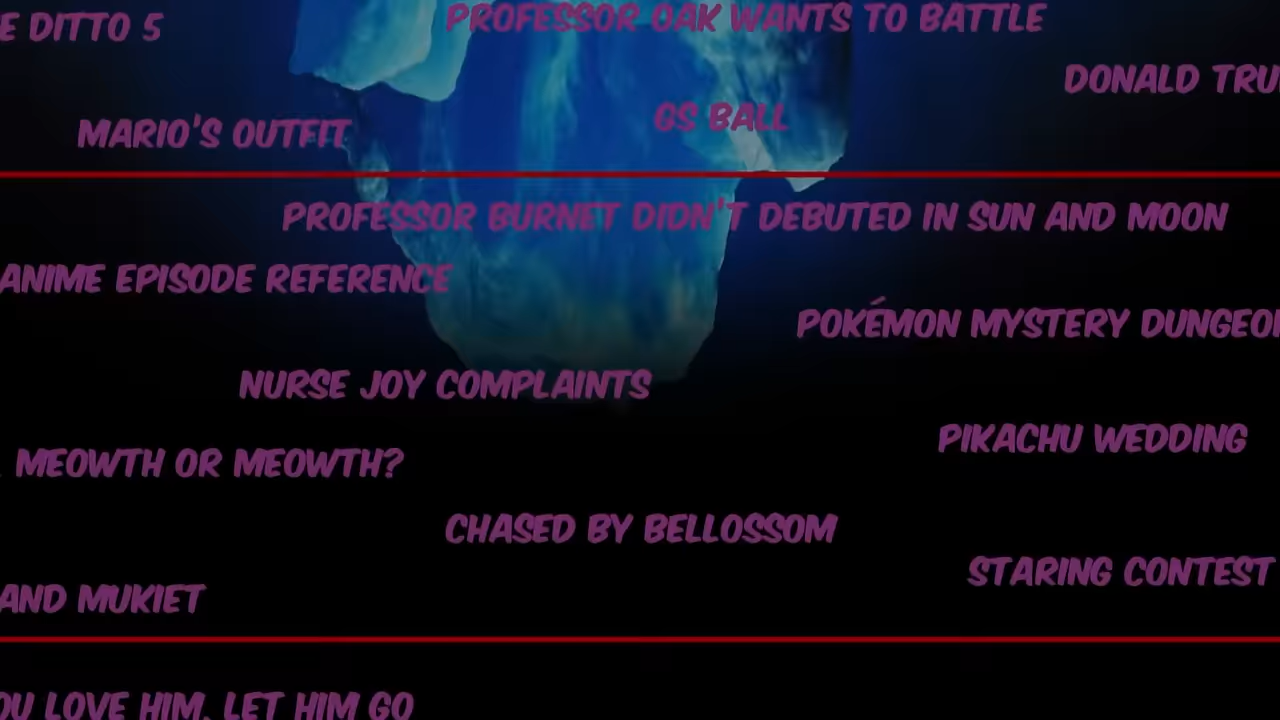 E DITTO 5
PROFESSOR OAK WANTS TO BATTLE
DONALD TRU
MARIO'S OUTFIT
GS BALL
PROFESSOR BURNET DIDN'T DEBUTED IN SUN AND MOON
ANIME EPISODE REFERENCE
POKÉMON MYSTERY DUNGEO
NURSE JOY COMPLAINTS
PIKACHU WEDDING
MEOWTH OR MEOWTH?
CHASED BY BELLOSSOM
STARING CONTEST
AND MUKIET
OU LOVE HIM, LET HIM GO